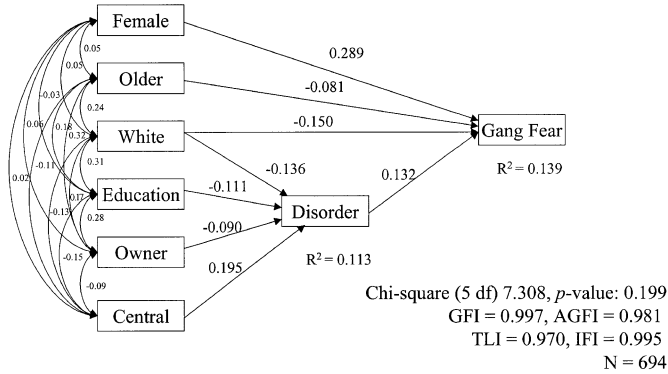 Female
0.05
0.289
0.05
Older
-0.081
-0.03
0.24
-0.150
Gang Fear
0.06
0.18
0.32
White
R² = 0.139
0.31
-0.136
0.132
0.02
-0.11
Education
-0.111
0.17
-0.13
0.28
Disorder
-0.090
Owner
R² = 0.113
-0.15
0.195
-0.09
Central
Chi-square (5 df) 7.308, p-value: 0.199
GFI = 0.997, AGFI = 0.981
TLI = 0.970, IFI = 0.995
N = 694